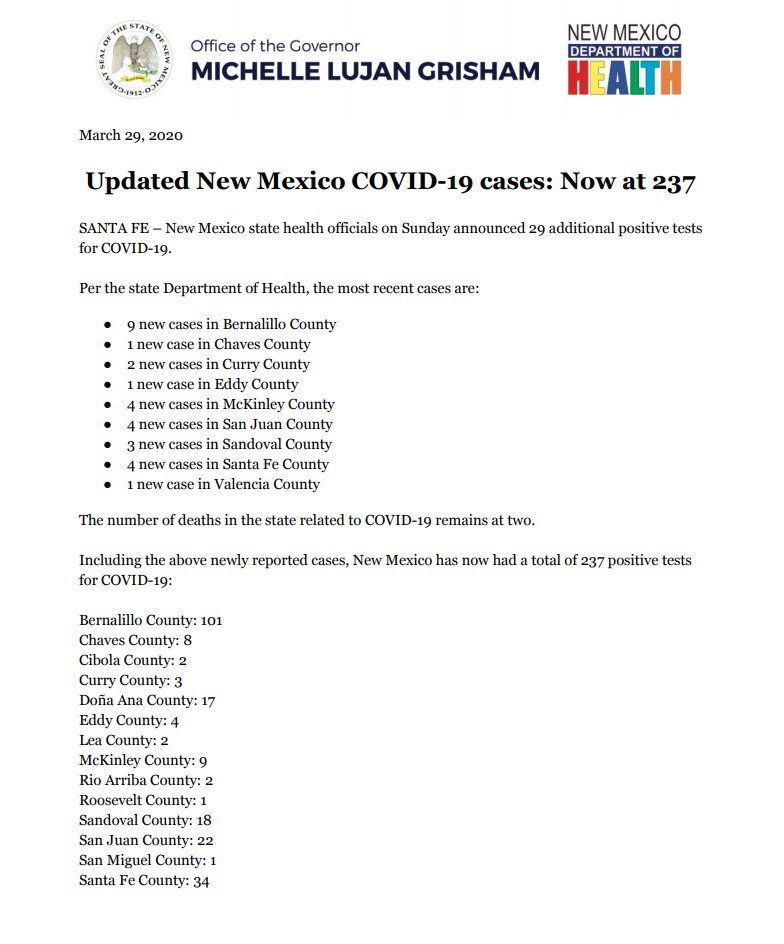 GREAT SEAL OF THE STATE OF NEW MEXICO
·1912·
Office of the Governor
MICHELLE LUJAN GRISHAM
NEW MEXICO
DEPARTMENT OF
HEALTH
March 29, 2020
Updated New Mexico COVID-19 cases: Now at 237
SANTA FE – New Mexico state health officials on Sunday announced 29 additional positive tests
for COVID-19.
Per the state Department of Health, the most recent cases are:
● 9 new cases in Bernalillo County
● 1 new case in Chaves County
● 2 new cases in Curry County
● 1 new case in Eddy County
● 4 new cases in McKinley County
● 4 new cases in San Juan County
● 3 new cases in Sandoval County
● 4 new cases in Santa Fe County
● 1 new case in Valencia County
The number of deaths in the state related to COVID-19 remains at two.
Including the above newly reported cases, New Mexico has now had a total of 237 positive tests
for COVID-19:
Bernalillo County: 101
Chaves County: 8
Cibola County: 2
Curry County: 3
Doña Ana County: 17
Eddy County: 4
Lea County: 2
McKinley County: 9
Rio Arriba County: 2
Roosevelt County: 1
Sandoval County: 18
San Juan County: 22
San Miguel County: 1
Santa Fe County: 34